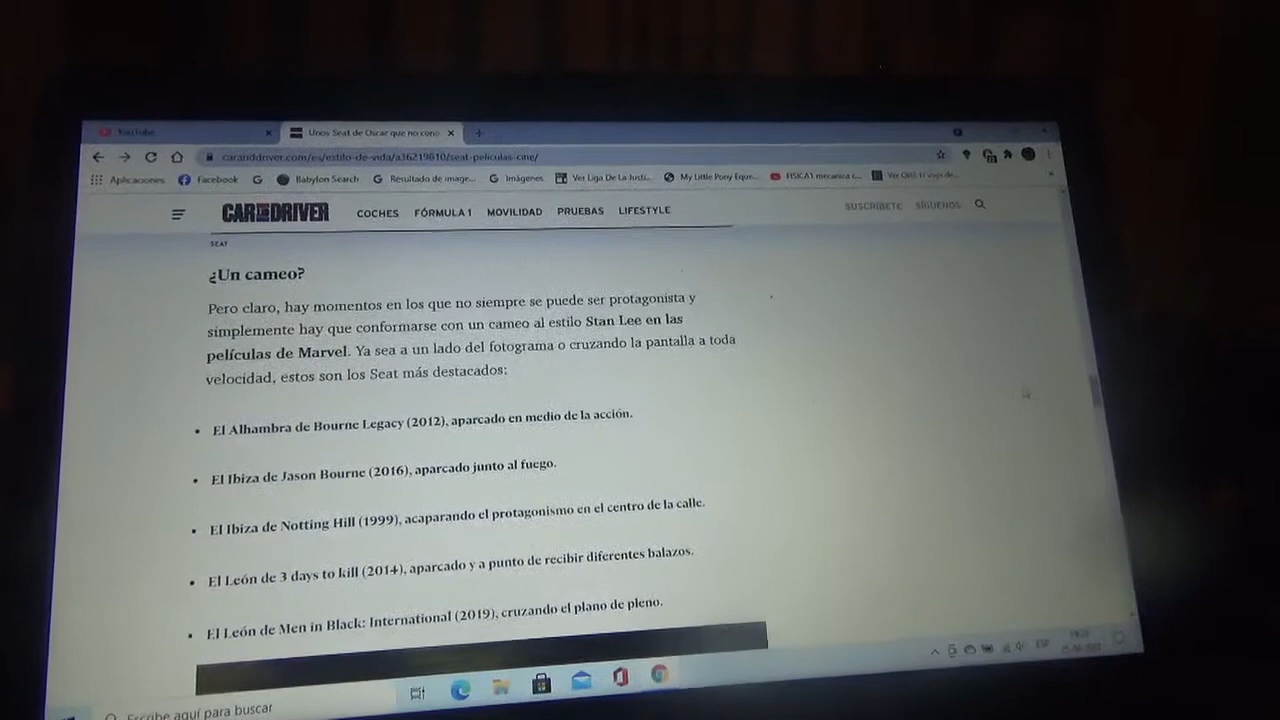 YouTube
Unos Seat de Oscar que no cono
caranddriver.com/es/estilo-de-vida/a36219810/seat-peliculas-cine/
Aplicaciones Facebook Babylon Search Resultado de image... Imágenes Ver Liga De La Justi... My Little Pony Eque... FISICA1 mecanica c...
CAR AND DRIVER COCHES FÓRMULA 1 MOVILIDAD PRUEBAS LIFESTYLE SUSCRÍBETE SÍGUENOS
SEAT
¿Un cameo?
Pero claro, hay momentos en los que no siempre se puede ser protagonista y
simplemente hay que conformarse con un cameo al estilo Stan Lee en las
películas de Marvel. Ya sea a un lado del fotograma o cruzando la pantalla a toda
velocidad, estos son los Seat más destacados:
• El Alhambra de Bourne Legacy (2012), aparcado en medio de la acción.
• El Ibiza de Jason Bourne (2016), aparcado junto al fuego.
• El Ibiza de Notting Hill (1999), acaparando el protagonismo en el centro de la calle.
• El León de 3 days to kill (2014), aparcado y a punto de recibir diferentes balazos.
• El León de Men in Black: International (2019), cruzando el plano de pleno.
ESP
Escribe aquí para buscar